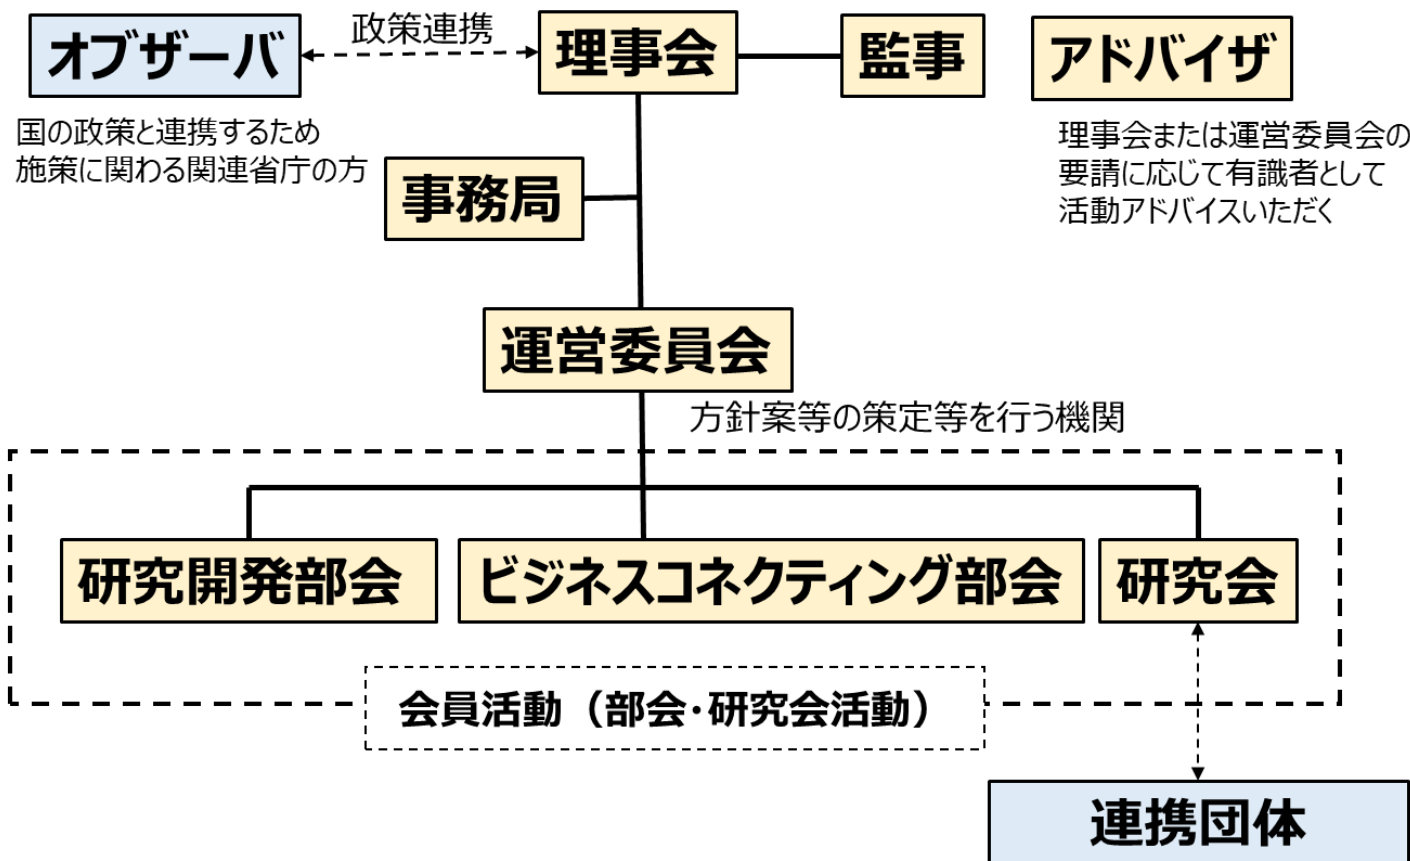 オブザーバ
政策連携
理事会
監事
アドバイザ
国の政策と連携するため
施策に関わる関連省庁の方
理事会または運営委員会の
要請に応じて有識者として
活動アドバイスいただく
事務局
運営委員会
方針案等の策定等を行う機関
研究開発部会
ビジネスコネクティング部会
研究会
会員活動（部会・研究会活動）
連携団体